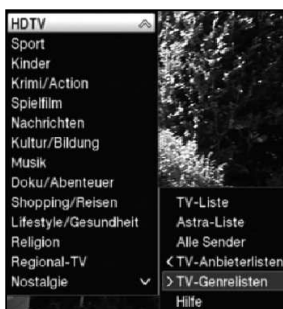 HDTV
Sport
Kinder
Krimi/Action
Spielfilm
Nachrichten
Kultur/Bildung
Musik
Doku/Abenteuer
Shopping/Reisen
Lifestyle/Gesundheit
Religion
Regional-TV
Nostalgie
TV-Liste
Astra-Liste
Alle Sender
<TV-Anbieterlisten
>TV-Genrelisten
Hilfe